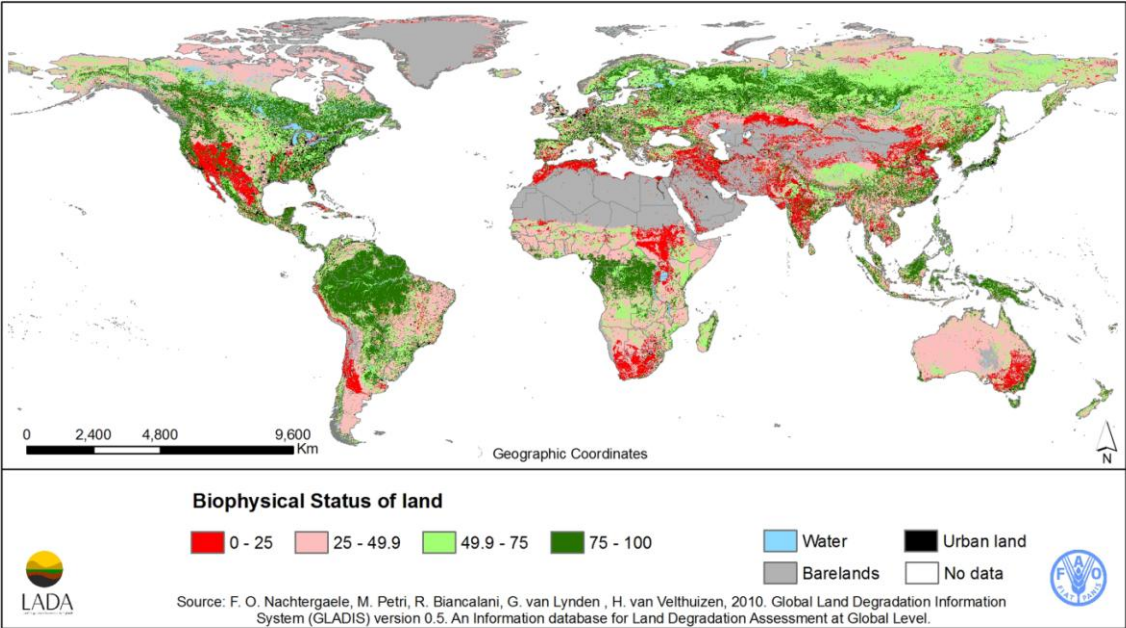 0 2,400 4,800 9,600
Km
Geographic Coordinates
N
Biophysical Status of land
0 - 25 25 - 49.9 49.9 - 75 75 - 100
Water Urban land
Barelands No data
LADA
F A O
FIAT PANIS
Source: F. O. Nachtergaele, M. Petri, R. Biancalani, G. van Lynden , H. van Velthuizen, 2010. Global Land Degradation Information
System (GLADIS) version 0.5. An Information database for Land Degradation Assessment at Global Level.